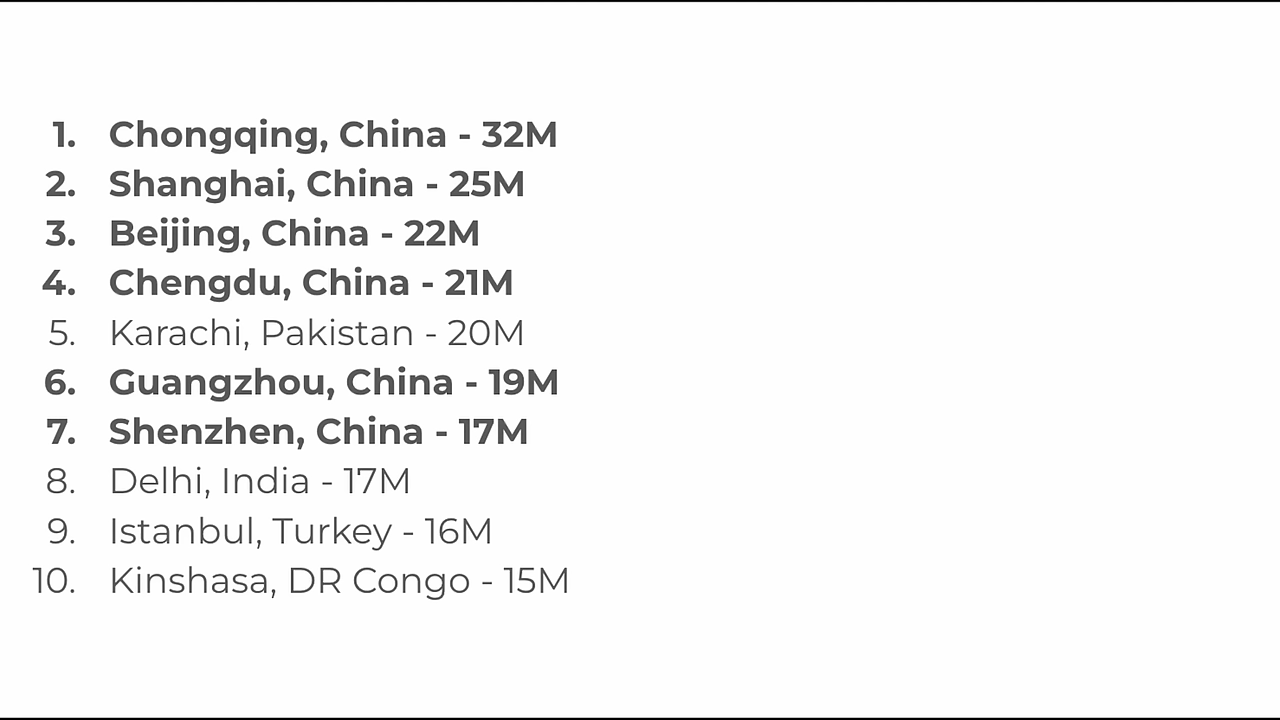 1. Chongqing, China - 32M
2. Shanghai, China - 25M
3. Beijing, China - 22M
4. Chengdu, China - 21M
5. Karachi, Pakistan - 20M
6. Guangzhou, China - 19M
7. Shenzhen, China - 17M
8. Delhi, India - 17M
9. Istanbul, Turkey - 16M
10. Kinshasa, DR Congo - 15M